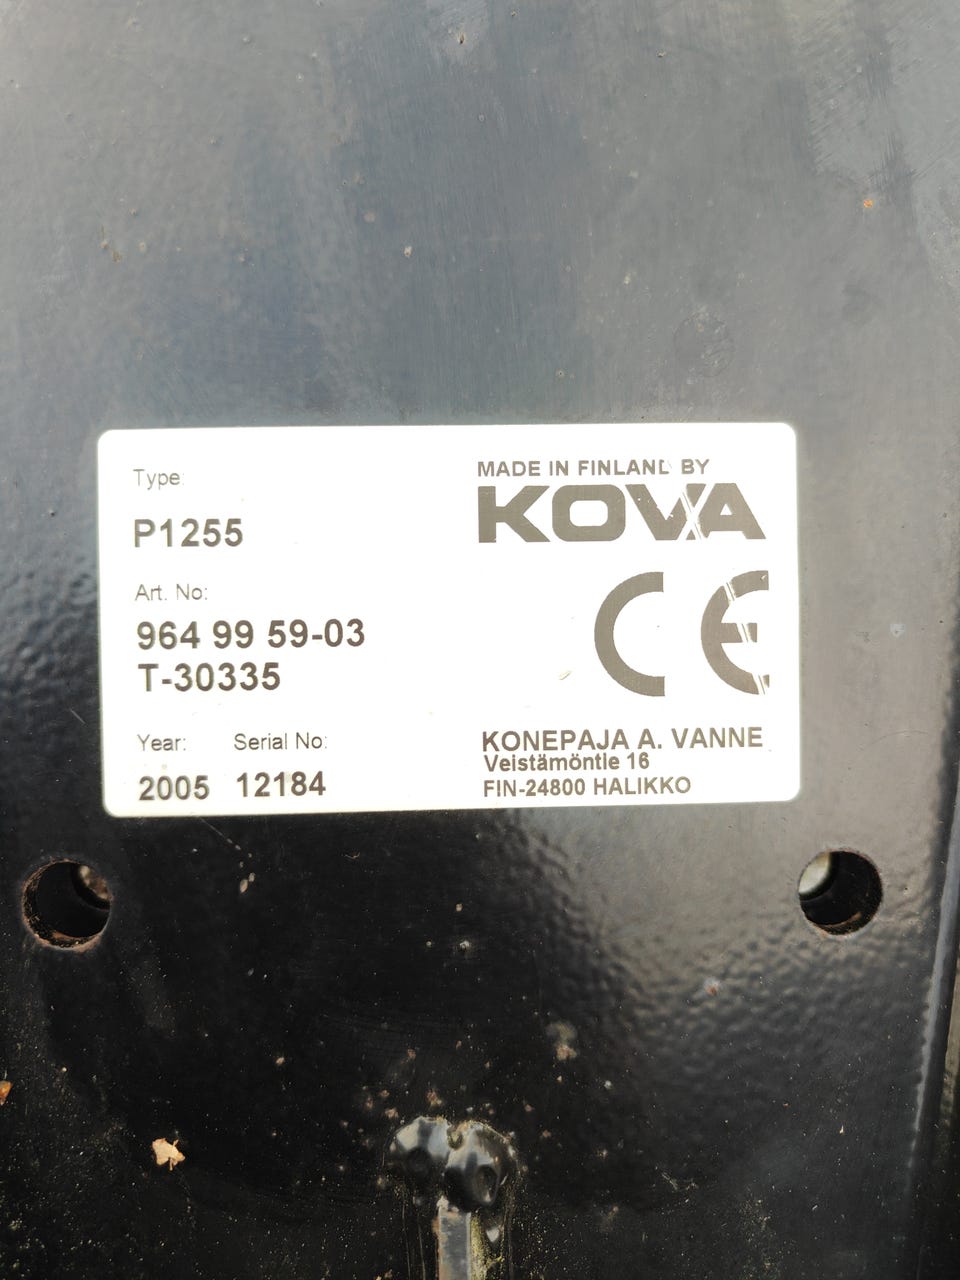 Type:
P1255
Art. No:
964 99 59-03
T-30335
Year: Serial No:
2005 12184
MADE IN FINLAND BY
KOVA
CE
KONEPAJA A. VANNE
Veistämöntie 16
FIN-24800 HALIKKO